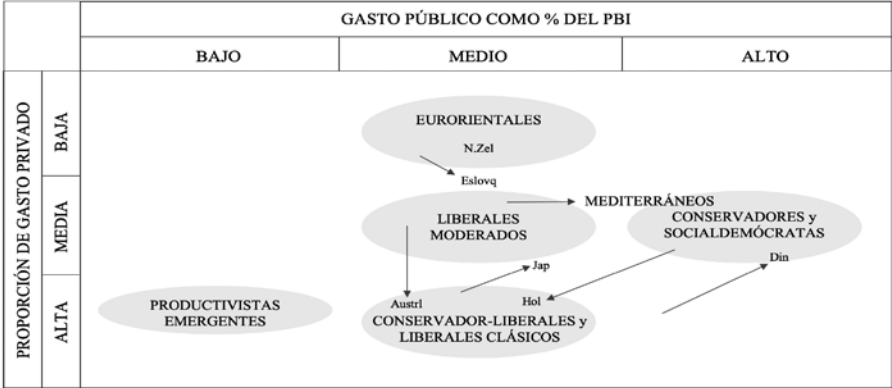 GASTO PÚBLICO COMO % DEL PBI
BAJO MEDIO ALTO
PROPORCIÓN DE GASTO PRIVADO
BAJA
EURORIENTALES
N.Zel
Eslovq
MEDIA
MEDITERRÁNEOS
LIBERALES
MODERADOS
CONSERVADORES y
SOCIALDEMÓCRATAS
Jap
Din
ALTA
PRODUCTIVISTAS
EMERGENTES
Austrl
Hol
CONSERVADOR-LIBERALES y
LIBERALES CLÁSICOS